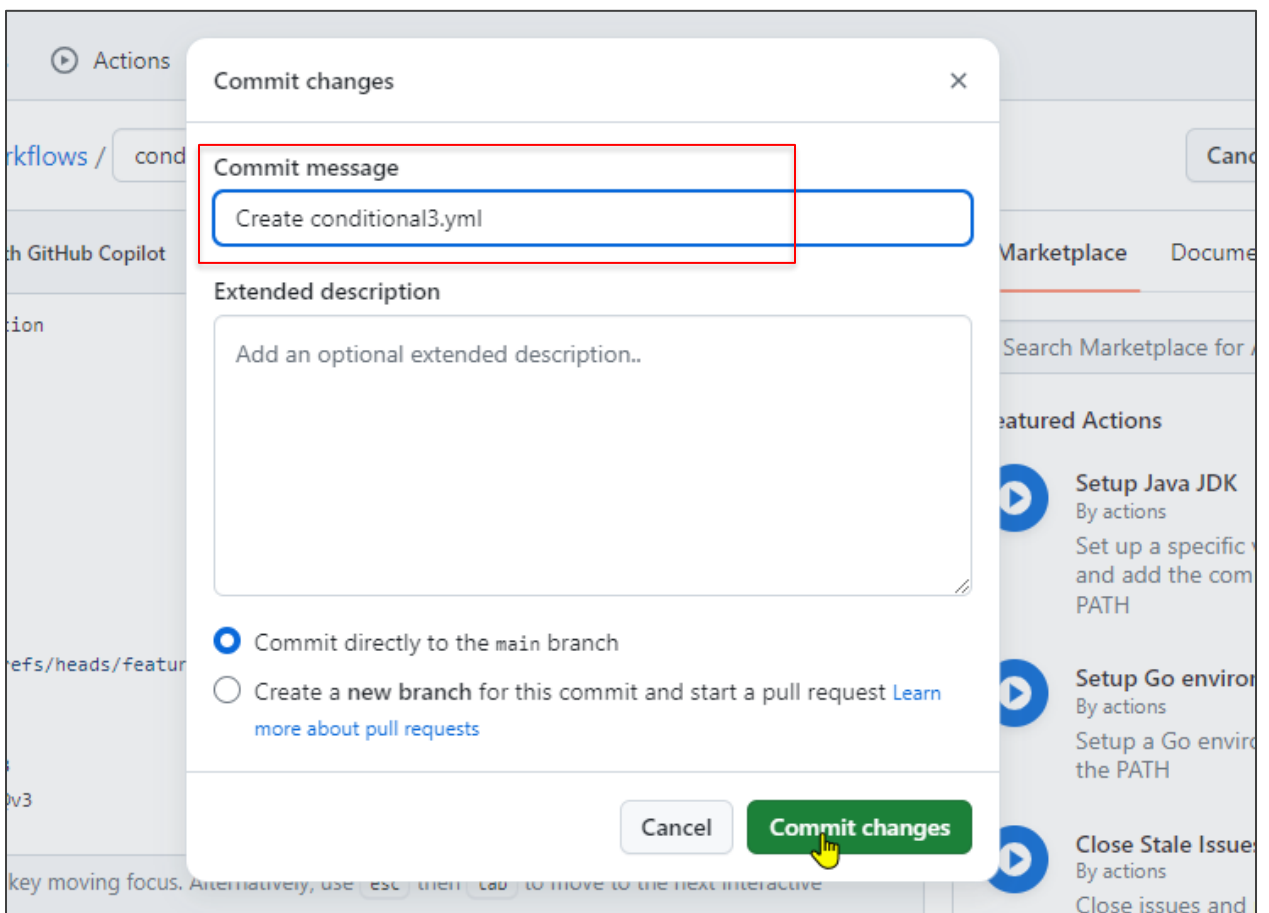 Actions
Commit changes
rkflows /
cond
Canc
Commit message
Create conditional3.yml
th GitHub Copilot
Marketplace
Docume
Extended description
tion
Add an optional extended description..
Search Marketplace for
eatured Actions
Setup Java JDK
By actions
Set up a specific
and add the com
PATH
Commit directly to the main branch
refs/heads/featur
Create a new branch for this commit and start a pull request Learn
more about pull requests
Setup Go enviror
By actions
Setup a Go enviro
the PATH
v3
Cancel
Commit changes
Close Stale Issues
By actions
Close issues and
key moving focus. Alternatively, use esc then tab to move to the next interactive